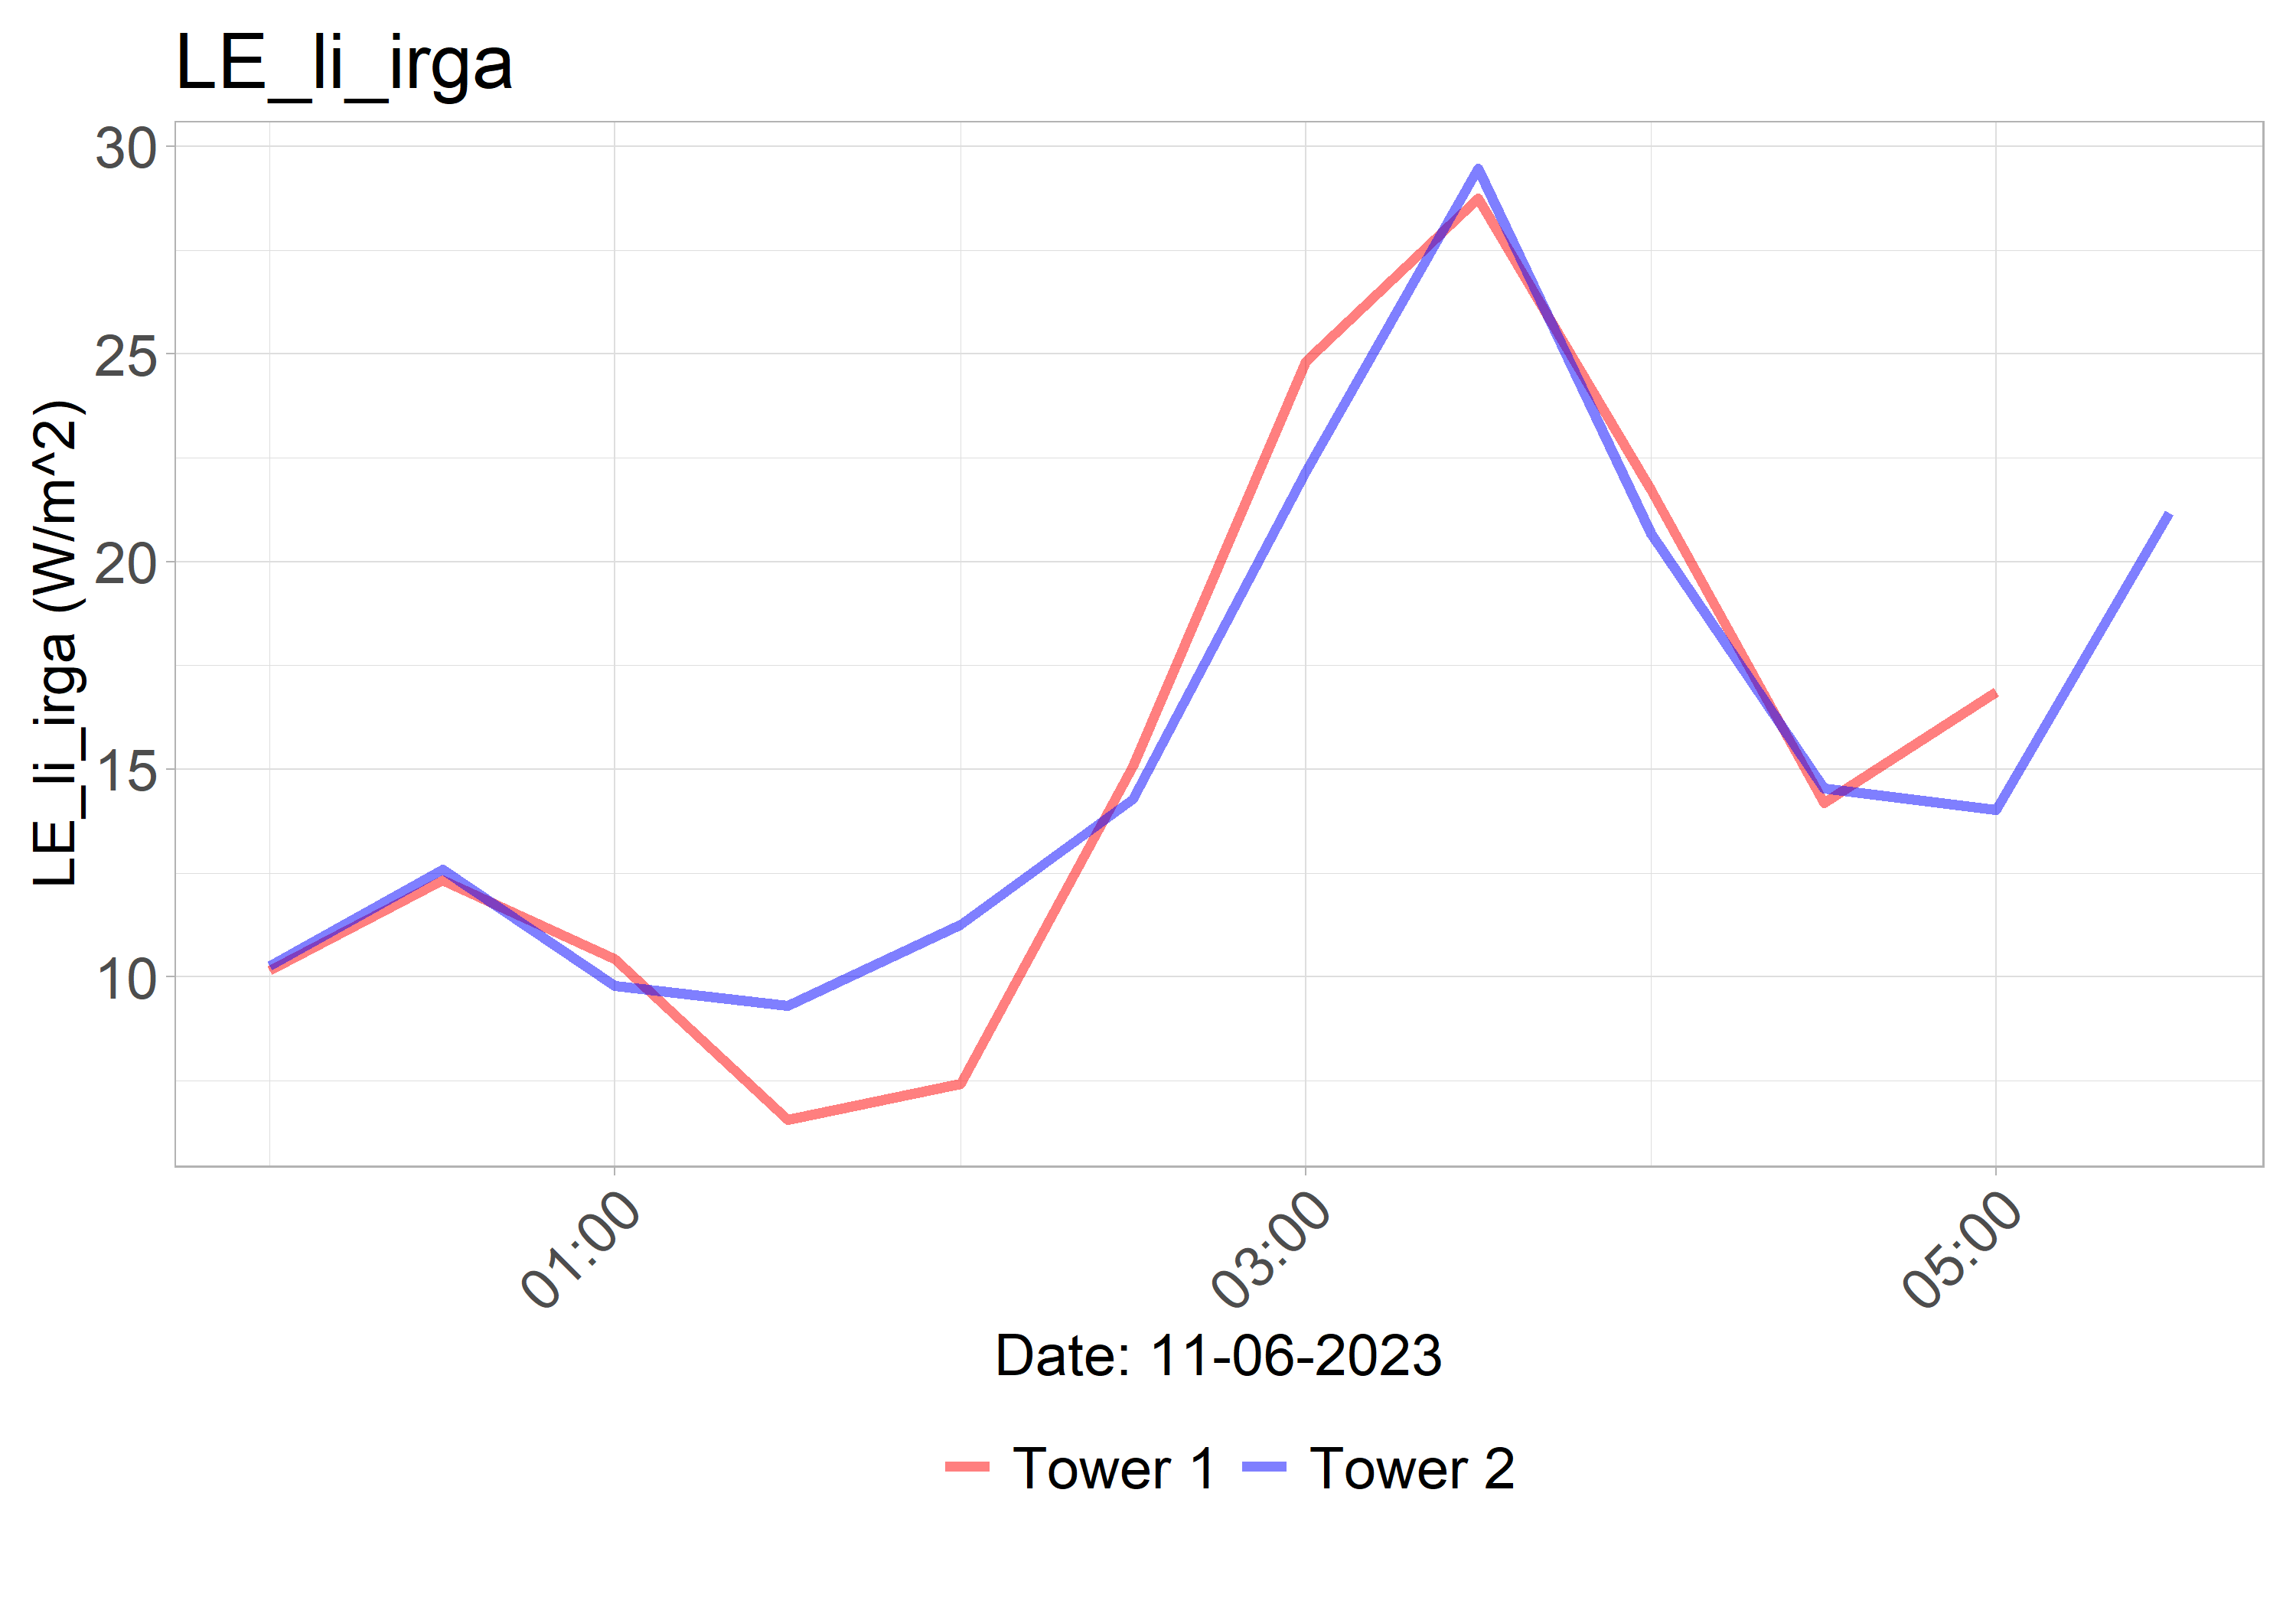 LE_li_irga
LE_li_irga (W/m^2)
30
25
20
15
10
01:00
03:00
05:00
Date: 11-06-2023
Tower 1
Tower 2